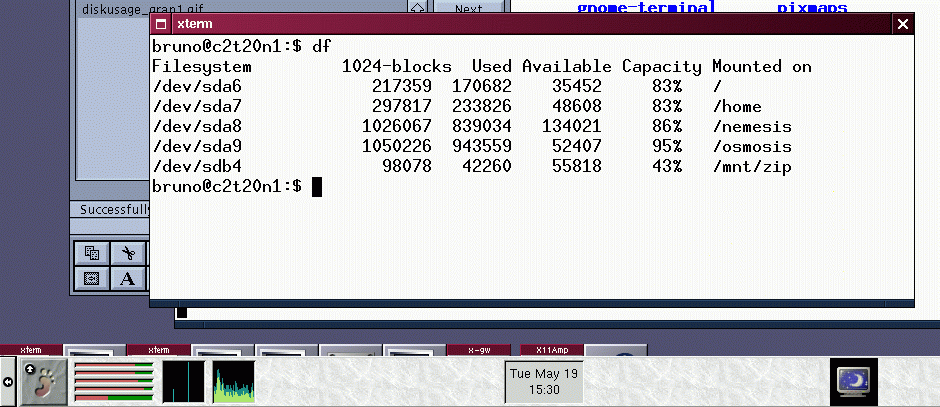 diskusage_grap1.gif
Next
gnome-terminal pixmaps
xterm
bruno@c2t20n1:$ df
Filesystem 1024-blocks Used Available Capacity Mounted on
/dev/sda6 217359 170682 35452 83% /
/dev/sda7 297817 233826 48608 83% /home
/dev/sda8 1026067 839034 134021 86% /nemesis
/dev/sda9 1050226 943559 52407 95% /osmosis
/dev/sdb4 98078 42260 55818 43% /mnt/zip
bruno@c2t20n1:$
Successfully
A
xterm xterm x-gw X11Amp
Tue May 19
15:30